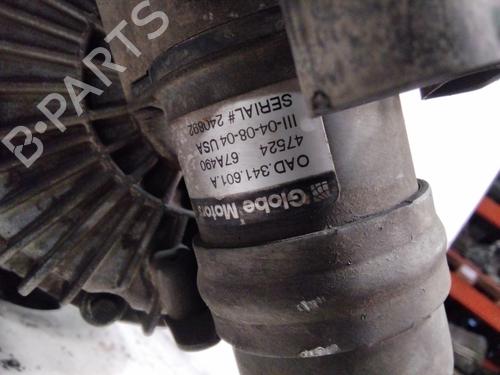 Globe Motors
OAD.341.601.A
47524 67A490
III-04-08-04 USA
SERIAL# 240892
B-PARTS